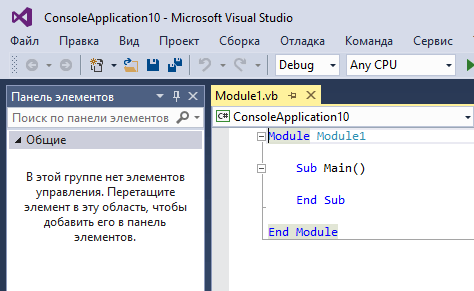 ConsoleApplication10 - Microsoft Visual Studio
Файл Правка Вид Проект Сборка Отладка Команда Сервис
Debug Any CPU
Панель элементов
Поиск по панели элементов
Общие
В этой группе нет элементов
управления. Перетащите
элемент в эту область, чтобы
добавить его в панель
элементов.
Module1.vb
C# ConsoleApplication10
Module Module1
Sub Main()
End Sub
End Module